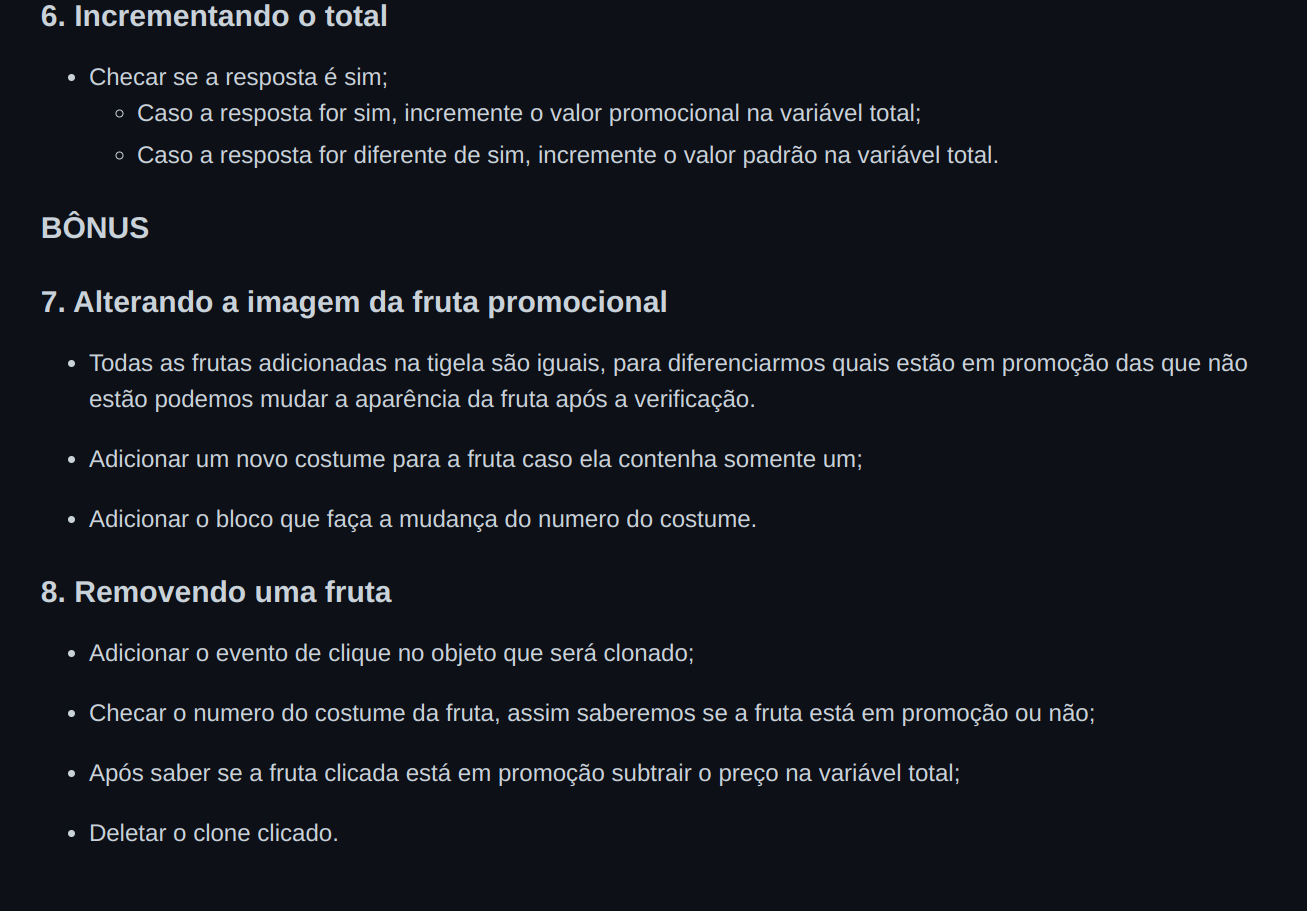 6. Incrementando o total
Checar se a resposta é sim;
Caso a resposta for sim, incremente o valor promocional na variável total;
Caso a resposta for diferente de sim, incremente o valor padrão na variável total.
BÔNUS
7. Alterando a imagem da fruta promocional
Todas as frutas adicionadas na tigela são iguais, para diferenciarmos quais estão em promoção das que não
estão podemos mudar a aparência da fruta após a verificação.
Adicionar um novo costume para a fruta caso ela contenha somente um;
Adicionar o bloco que faça a mudança do numero do costume.
8. Removendo uma fruta
Adicionar o evento de clique no objeto que será clonado;
Checar o numero do costume da fruta, assim saberemos se a fruta está em promoção ou não;
Após saber se a fruta clicada está em promoção subtrair o preço na variável total;
Deletar o clone clicado.